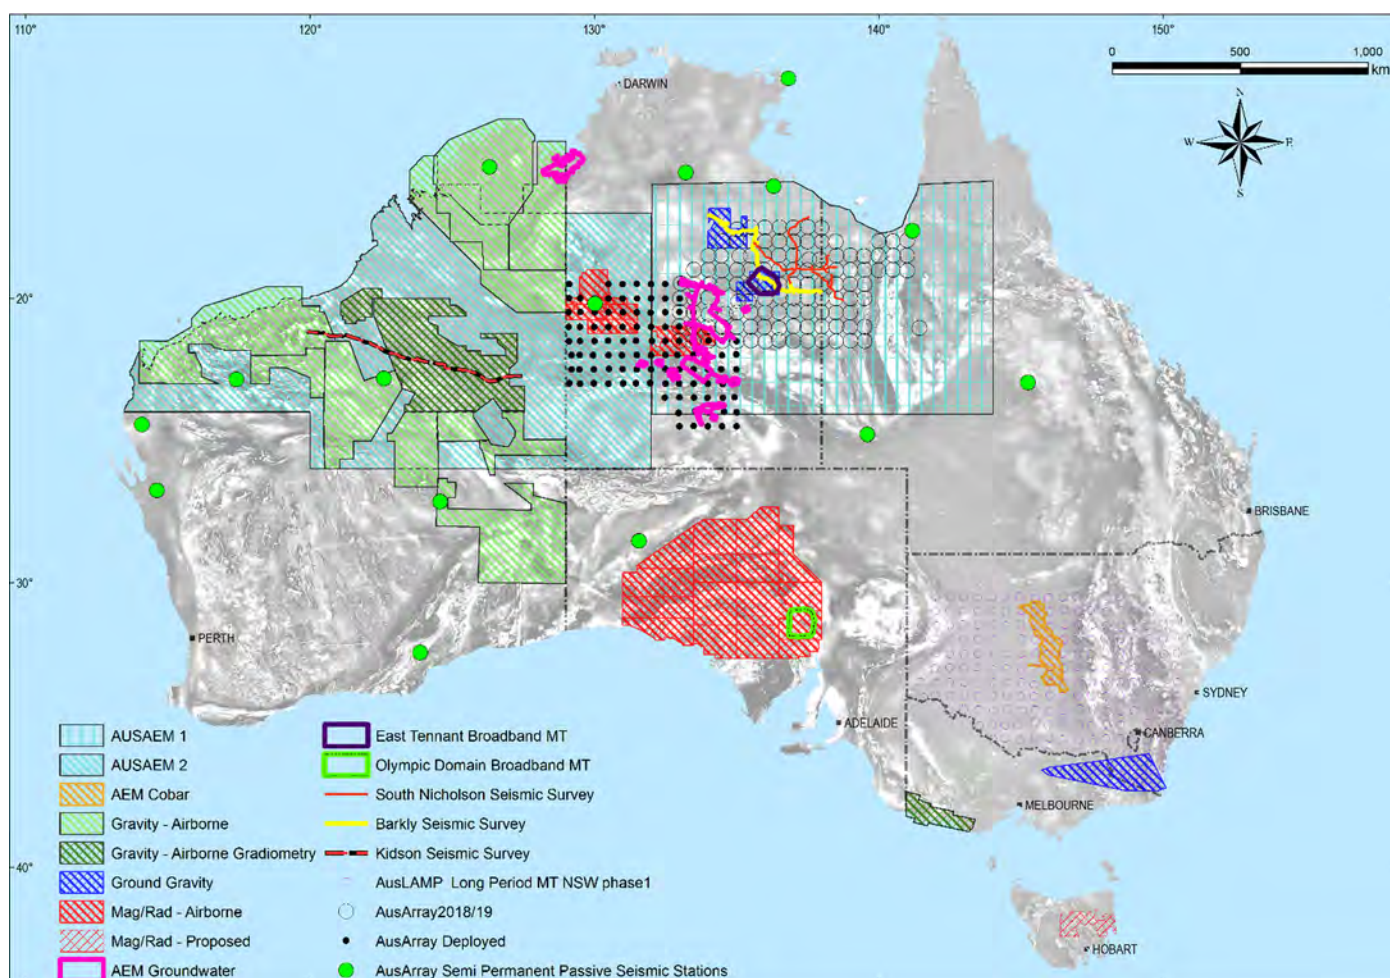 110° 120° 130° 140° 150°
0 500 1,000
km
DARWIN
N
W E
S
20°
BRISBANE
30°
PERTH
SYDNEY
ADELAIDE
CANBERRA
MELBOURNE
40°
HOBART
AUSAEM 1
AUSAEM 2
AEM Cobar
Gravity - Airborne
Gravity - Airborne Gradiometry
Ground Gravity
Mag/Rad - Airborne
Mag/Rad - Proposed
AEM Groundwater
East Tennant Broadband MT
Olympic Domain Broadband MT
South Nicholson Seismic Survey
Barkly Seismic Survey
Kidson Seismic Survey
AusLAMP Long Period MT NSW phase1
AusArray2018/19
AusArray Deployed
AusArray Semi Permanent Passive Seismic Stations